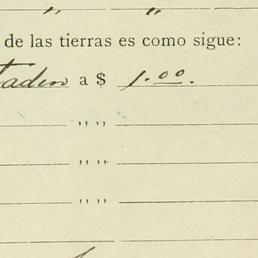 " "
de las tierras es como sigue:
a $ 1.00.
" "
" "
" "